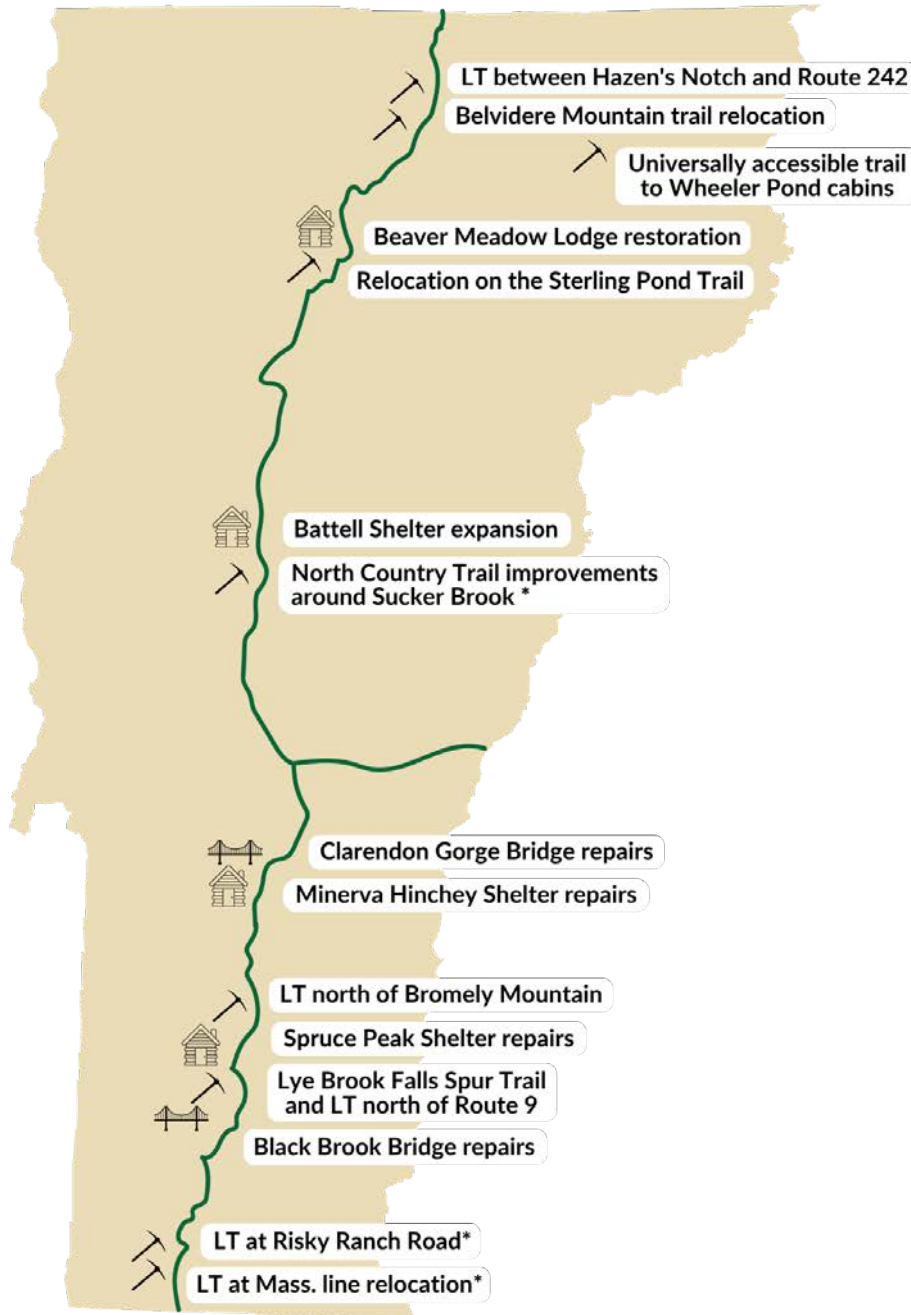 LT between Hazen's Notch and Route 242
Belvidere Mountain trail relocation
Universally accessible trail
to Wheeler Pond cabins
Beaver Meadow Lodge restoration
Relocation on the Sterling Pond Trail
Battell Shelter expansion
North Country Trail improvements
around Sucker Brook *
Clarendon Gorge Bridge repairs
Minerva Hinchey Shelter repairs
LT north of Bromely Mountain
Spruce Peak Shelter repairs
Lye Brook Falls Spur Trail
and LT north of Route 9
Black Brook Bridge repairs
LT at Risky Ranch Road*
LT at Mass. line relocation*